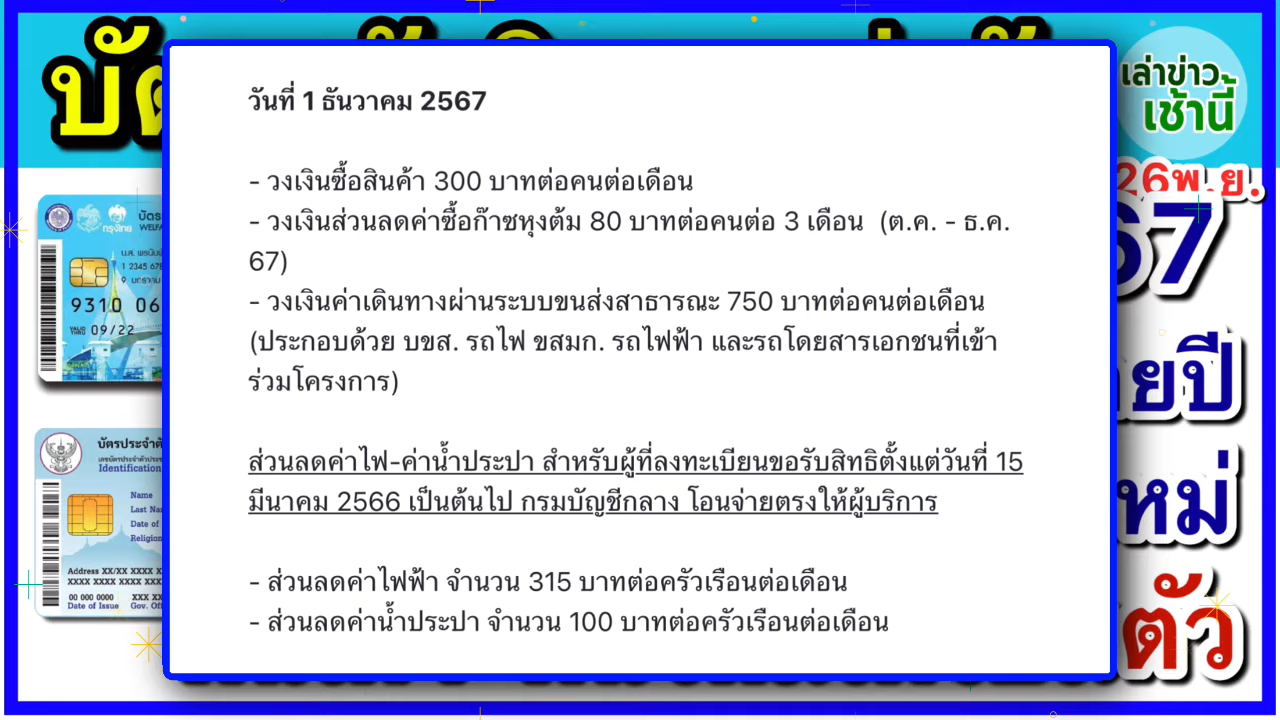 เล่าข่าว
เช้านี้
วันที่ 1 ธันวาคม 2567
- วงเงินซื้อสินค้า 300 บาทต่อคนต่อเดือน
- วงเงินส่วนลดค่าซื้อก๊าซหุงต้ม 80 บาทต่อคนต่อ 3 เดือน (ต.ค. - ธ.ค.
67)
- วงเงินค่าเดินทางผ่านระบบขนส่งสาธารณะ 750 บาทต่อคนต่อเดือน
(ประกอบด้วย บขส. รถไฟ ขสมก. รถไฟฟ้า และรถโดยสารเอกชนที่เข้า
ร่วมโครงการ)
ส่วนลดค่าไฟ-ค่าน้ำประปา สำหรับผู้ที่ลงทะเบียนขอรับสิทธิตั้งแต่วันที่ 15
มีนาคม 2566 เป็นต้นไป กรมบัญชีกลาง โอนจ่ายตรงให้ผู้บริการ
- ส่วนลดค่าไฟฟ้า จำนวน 315 บาทต่อครัวเรือนต่อเดือน
- ส่วนลดค่าน้ำประปา จำนวน 100 บาทต่อครัวเรือนต่อเดือน
26พ.ย.
67
ตัว
กรุงไทย
บัตร
9310 06
09/22
บัตรประจำตั
Identification
Name
Date of
Religion
Address XX/XX XXXX X
XXXX XXXX XXXX XXX
00 000 0000 XXX XX
Date of Issue Gov. Of